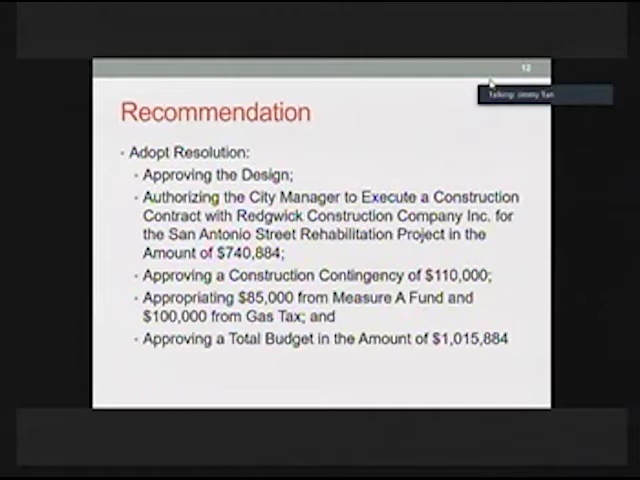 12
Talking: Jimmy Tan
Recommendation
• Adopt Resolution:
• Approving the Design;
• Authorizing the City Manager to Execute a Construction
Contract with Redgwick Construction Company Inc. for
the San Antonio Street Rehabilitation Project in the
Amount of $740,884;
• Approving a Construction Contingency of $110,000;
• Appropriating $85,000 from Measure A Fund and
$100,000 from Gas Tax; and
• Approving a Total Budget in the Amount of $1,015,884